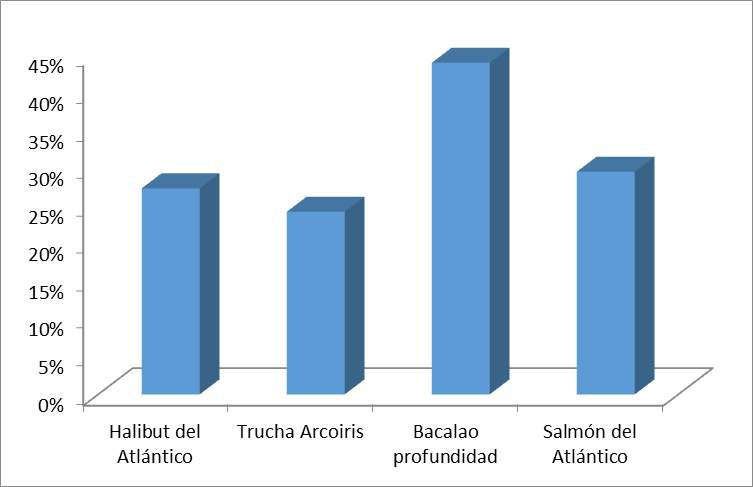 45%
40%
35%
30%
25%
20%
15%
10%
5%
0%
Halibut del
Atlántico
Trucha Arcoiris
Bacalao
profundidad
Salmón del
Atlántico